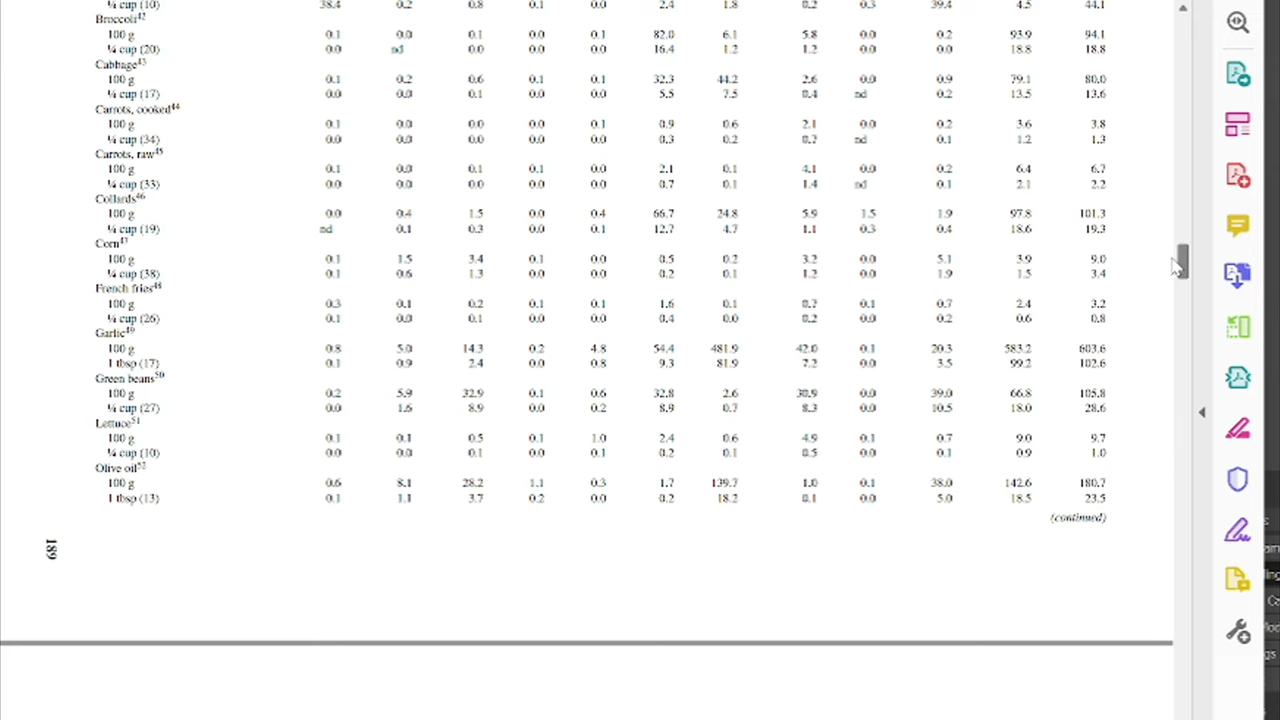 ¼ cup (10) 38.4 0.2 0.8 0.1 0.0 2.4 1.8 0.2 0.3 39.4 4.5 44.1
Broccoli42
100 g 0.1 0.0 0.1 0.0 0.1 82.0 6.1 5.8 0.0 0.2 93.9 94.1
¼ cup (20) 0.0 nd 0.0 0.0 0.0 16.4 1.2 1.2 0.0 0.0 18.8 18.8
Cabbage43
100 g 0.1 0.2 0.6 0.1 0.1 32.3 44.2 2.6 0.0 0.9 79.1 80.0
¼ cup (17) 0.0 0.0 0.1 0.0 0.0 5.5 7.5 0.4 nd 0.2 13.5 13.6
Carrots, cooked44
100 g 0.1 0.0 0.0 0.0 0.1 0.9 0.6 2.1 0.0 0.2 3.6 3.8
¼ cup (34) 0.0 0.0 0.0 0.0 0.0 0.3 0.2 0.7 nd 0.1 1.2 1.3
Carrots, raw45
100 g 0.1 0.0 0.1 0.1 0.0 2.1 0.1 4.1 0.0 0.2 6.4 6.7
¼ cup (33) 0.0 0.0 0.0 0.0 0.0 0.7 0.1 1.4 nd 0.1 2.1 2.2
Collards46
100 g 0.0 0.4 1.5 0.0 0.4 66.7 24.8 5.9 1.5 1.9 97.8 101.3
¼ cup (19) nd 0.1 0.3 0.0 0.1 12.7 4.7 1.1 0.3 0.4 18.6 19.3
Corn47
100 g 0.1 1.5 3.4 0.1 0.0 0.5 0.2 3.2 0.0 5.1 3.9 9.0
¼ cup (38) 0.1 0.6 1.3 0.0 0.0 0.2 0.1 1.2 0.0 1.9 1.5 3.4
French fries48
100 g 0.3 0.1 0.2 0.1 0.1 1.6 0.1 0.7 0.1 0.7 2.4 3.2
¼ cup (26) 0.1 0.0 0.1 0.0 0.0 0.4 0.0 0.2 0.0 0.2 0.6 0.8
Garlic49
100 g 0.8 5.0 14.3 0.2 4.8 54.4 481.9 42.0 0.1 20.3 583.2 603.6
1 tbsp (17) 0.1 0.9 2.4 0.0 0.8 9.3 81.9 7.2 0.0 3.5 99.2 102.6
Green beans50
100 g 0.2 5.9 32.9 0.1 0.6 32.8 2.6 30.9 0.0 39.0 66.8 105.8
¼ cup (27) 0.0 1.6 8.9 0.0 0.2 8.9 0.7 8.3 0.0 10.5 18.0 28.6
Lettuce51
100 g 0.1 0.1 0.5 0.1 1.0 2.4 0.6 4.9 0.1 0.7 9.0 9.7
¼ cup (10) 0.0 0.0 0.1 0.0 0.1 0.2 0.1 0.5 0.0 0.1 0.9 1.0
Olive oil52
100 g 0.6 8.1 28.2 1.1 0.3 1.7 139.7 1.0 0.1 38.0 142.6 180.7
1 tbsp (13) 0.1 1.1 3.7 0.2 0.0 0.2 18.2 0.1 0.0 5.0 18.5 23.5
(continued)
189